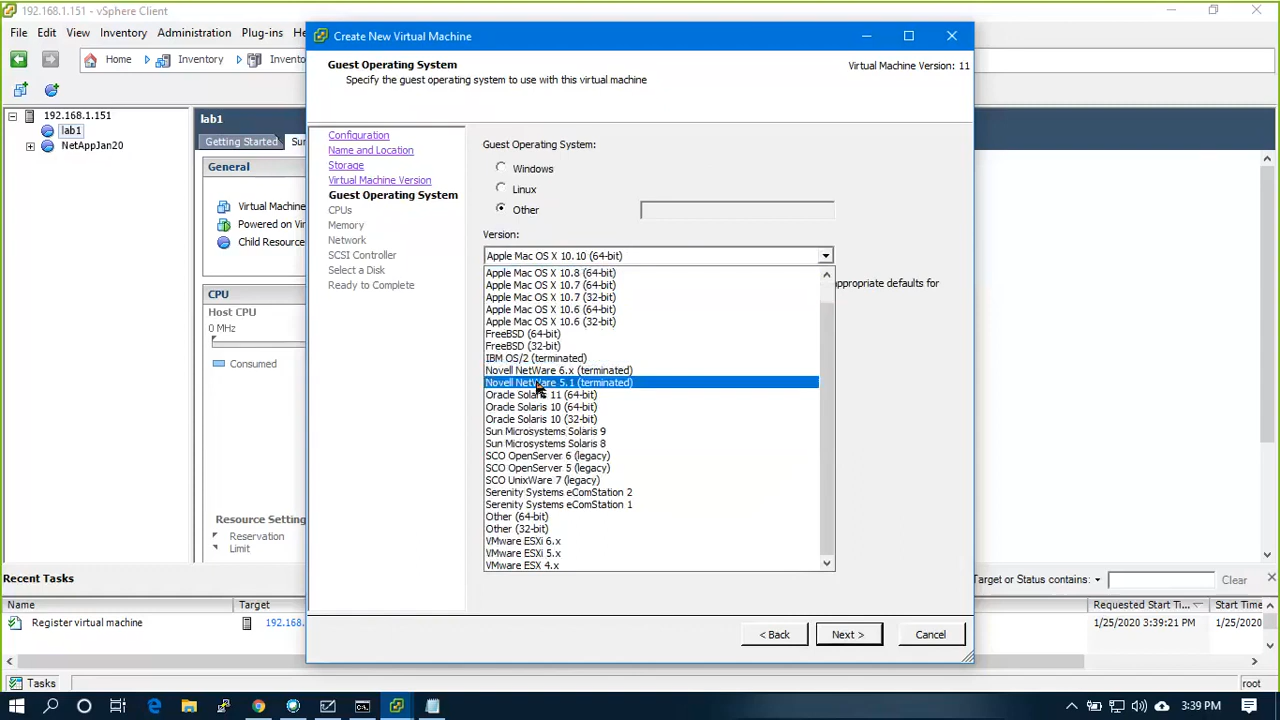 192.168.1.151 - vSphere Client
File Edit View Inventory Administration Plug-ins He
Home Inventory Invento
192.168.1.151
lab1
NetAppJan20
lab1
Getting Started Sun
General
Virtual Machine
Powered on Vir
Child Resource
CPU
Host CPU
0 MHz
Consumed
Resource Setting
Reservation
Limit
Create New Virtual Machine
Guest Operating System
Specify the guest operating system to use with this virtual machine
Virtual Machine Version: 11
Configuration
Name and Location
Storage
Virtual Machine Version
Guest Operating System
CPUs
Memory
Network
SCSI Controller
Select a Disk
Ready to Complete
Guest Operating System:
Windows
Linux
Other
Version:
Apple Mac OS X 10.10 (64-bit)
appropriate defaults for
Apple Mac OS X 10.8 (64-bit)
Apple Mac OS X 10.7 (64-bit)
Apple Mac OS X 10.7 (32-bit)
Apple Mac OS X 10.6 (64-bit)
Apple Mac OS X 10.6 (32-bit)
FreeBSD (64-bit)
FreeBSD (32-bit)
IBM OS/2 (terminated)
Novell NetWare 6.x (terminated)
Novell NetWare 5.1 (terminated)
Oracle Solaris 11 (64-bit)
Oracle Solaris 10 (64-bit)
Oracle Solaris 10 (32-bit)
Sun Microsystems Solaris 9
Sun Microsystems Solaris 8
SCO OpenServer 6 (legacy)
SCO OpenServer 5 (legacy)
SCO UnixWare 7 (legacy)
Serenity Systems eComStation 2
Serenity Systems eComStation 1
Other (64-bit)
Other (32-bit)
VMware ESXi 6.x
VMware ESXi 5.x
VMware ESX 4.x
< Back Next > Cancel
Recent Tasks
Target or Status contains: Clear
Name Target Requested Start Ti... Start Time
Register virtual machine 192.168. 1/25/2020 3:39:21 PM 1/25/2020
Tasks root
3:39 PM